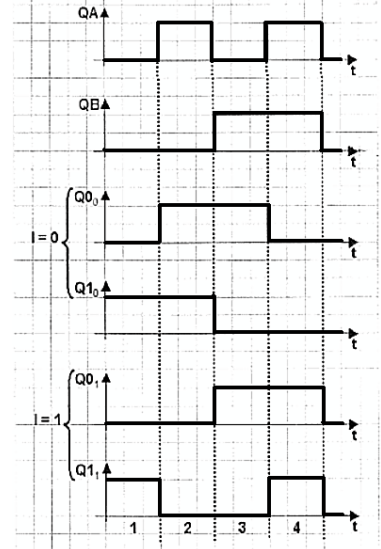 QA
t
QB
t
Q0₀
t
I = 0
Q1₀
t
Q0₁
t
I = 1
Q1₁
t
1 2 3 4